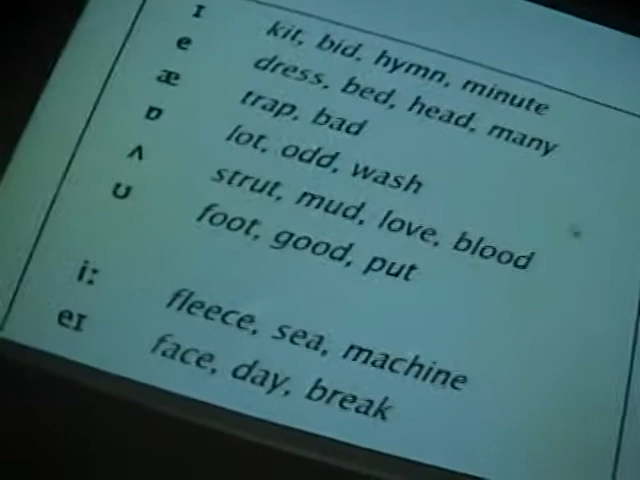 ɪ kit, bid, hymn, minute
e dress, bed, head, many
æ trap, bad
ɒ lot, odd, wash
ʌ strut, mud, love, blood
ʊ foot, good, put
iː fleece, sea, machine
eɪ face, day, break